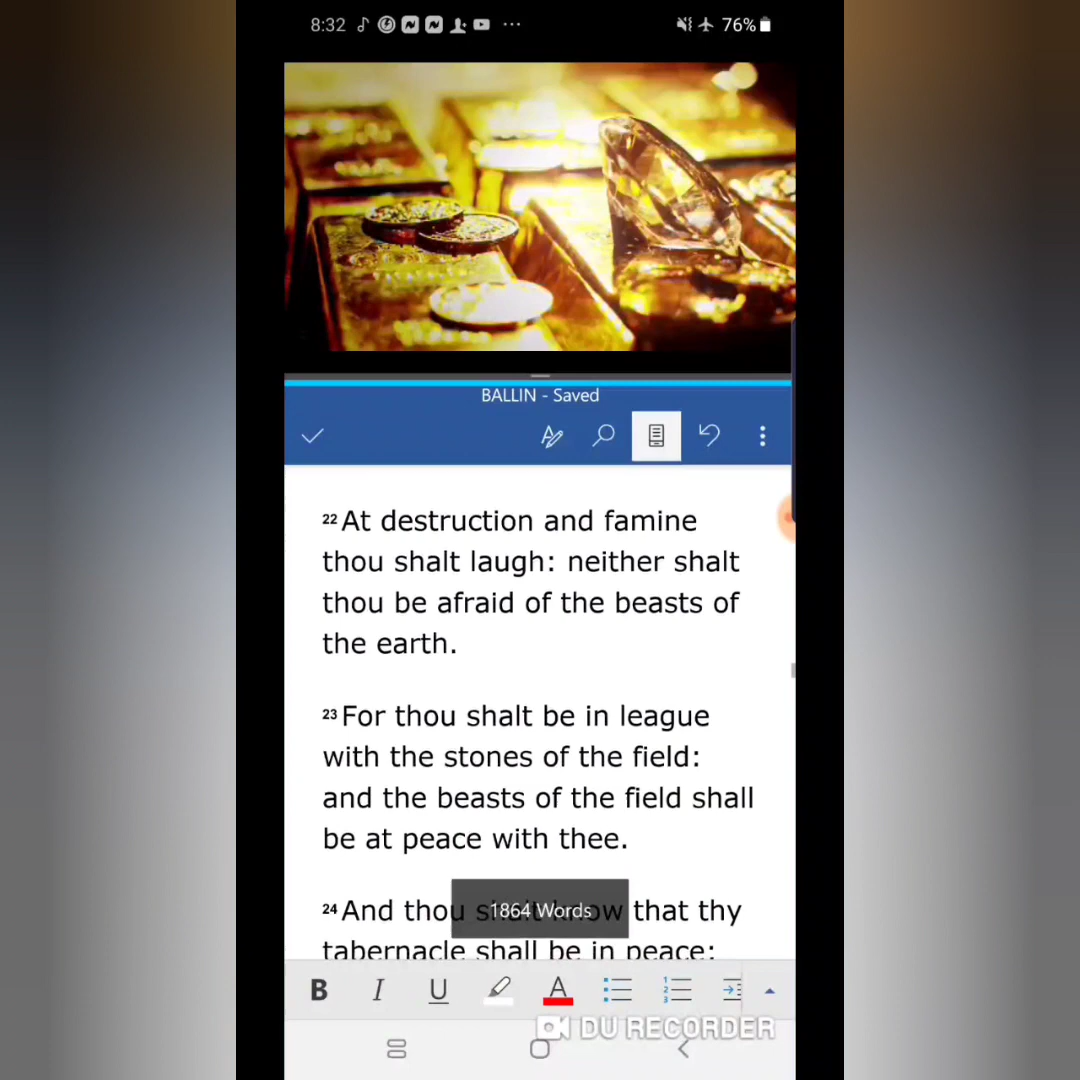 8:32 76%
BALLIN - Saved
22 At destruction and famine
thou shalt laugh: neither shalt
thou be afraid of the beasts of
the earth.
23 For thou shalt be in league
with the stones of the field:
and the beasts of the field shall
be at peace with thee.
24 And thou shalt know that thy
1864 Words
tabernacle shall be in peace:
B I U A
DU RECORDER